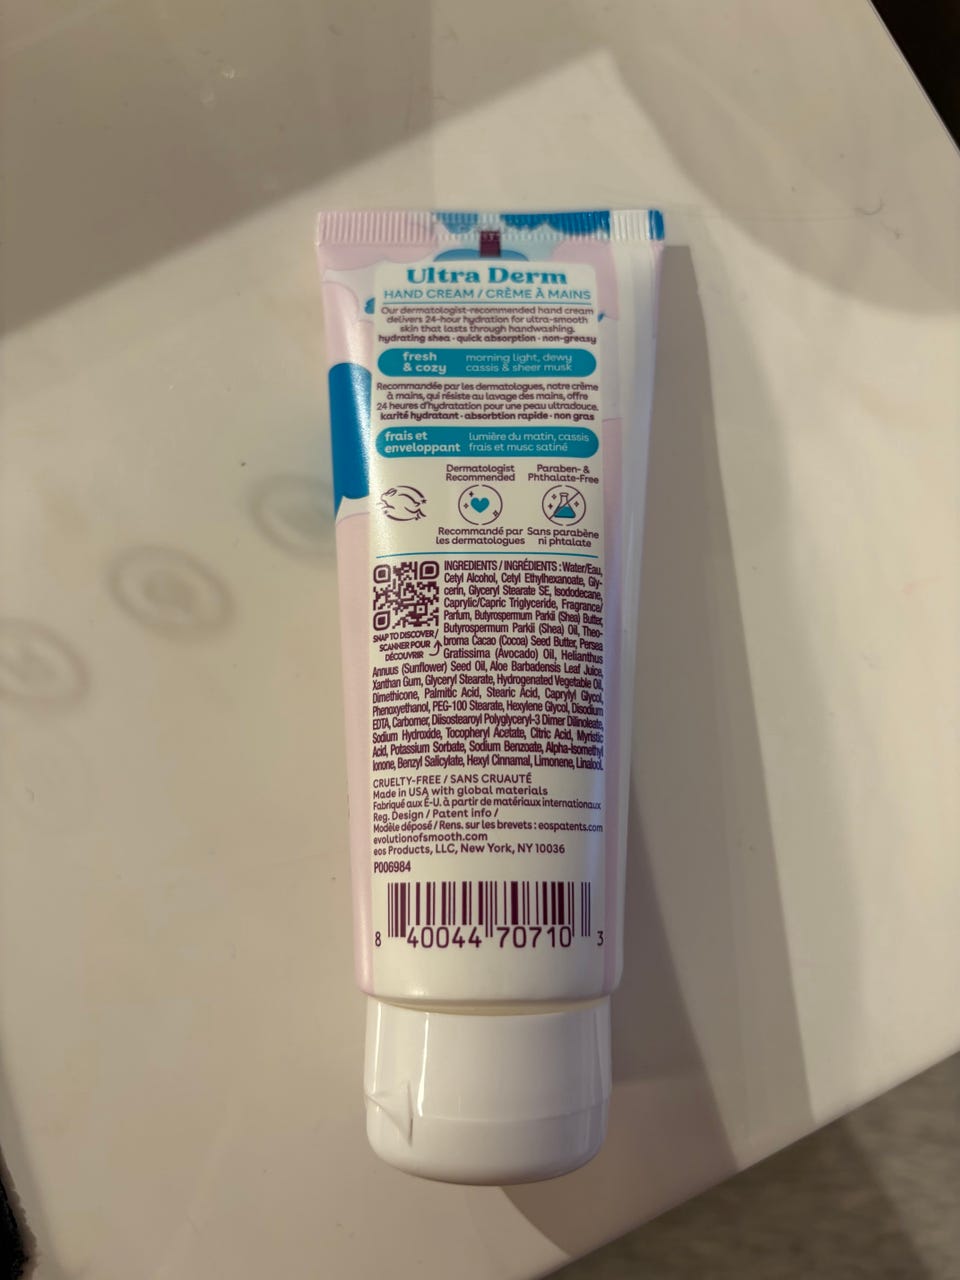 Ultra Derm
HAND CREAM / CRÈME À MAINS
Our dermatologist-recommended hand cream
delivers 24-hour hydration for ultra-smooth
skin that lasts through handwashing.
hydrating shea · quick absorption · non-greasy
fresh
& cozy
morning light, dewy
cassis & sheer musk
Recommandée par les dermatologues, notre crème
à mains, qui résiste au lavage des mains, offre
24 heures d'hydratation pour une peau ultradouce.
karité hydratant · absorbtion rapide · non gras
frais et
enveloppant
lumière du matin, cassis
frais et musc satiné
Dermatologist
Recommended
Recommandé par
les dermatologues
Paraben- &
Phthalate-Free
Sans parabène
ni phtalate
SNAP TO DISCOVER /
SCANNER POUR
DÉCOUVRIR
INGREDIENTS / INGRÉDIENTS : Water/Eau,
Cetyl Alcohol, Cetyl Ethylhexanoate, Gly-
cerin, Glyceryl Stearate SE, Isododecane,
Caprylic/Capric Triglyceride, Fragrance/
Parfum, Butyrospermum Parkii (Shea) Butter,
Butyrospermum Parkii (Shea) Oil, Theo-
broma Cacao (Cocoa) Seed Butter, Persea
Gratissima (Avocado) Oil, Helianthus
Annuus (Sunflower) Seed Oil, Aloe Barbadensis Leaf Juice,
Xanthan Gum, Glyceryl Stearate, Hydrogenated Vegetable Oil,
Dimethicone, Palmitic Acid, Stearic Acid, Caprylyl Glycol,
Phenoxyethanol, PEG-100 Stearate, Hexylene Glycol, Disodium
EDTA, Carbomer, Diisostearoyl Polyglyceryl-3 Dimer Dilinoleate,
Sodium Hydroxide, Tocopheryl Acetate, Citric Acid, Myristic
Acid, Potassium Sorbate, Sodium Benzoate, Alpha-Isomethyl
Ionone, Benzyl Salicylate, Hexyl Cinnamal, Limonene, Linalool.
CRUELTY-FREE / SANS CRUAUTÉ
Made in USA with global materials
Fabriqué aux É-U. à partir de matériaux internationaux
Reg. Design / Patent info /
Modèle déposé / Rens. sur les brevets : eospatents.com
evolutionofsmooth.com
eos Products, LLC, New York, NY 10036
P006984
8 40044 70710 3